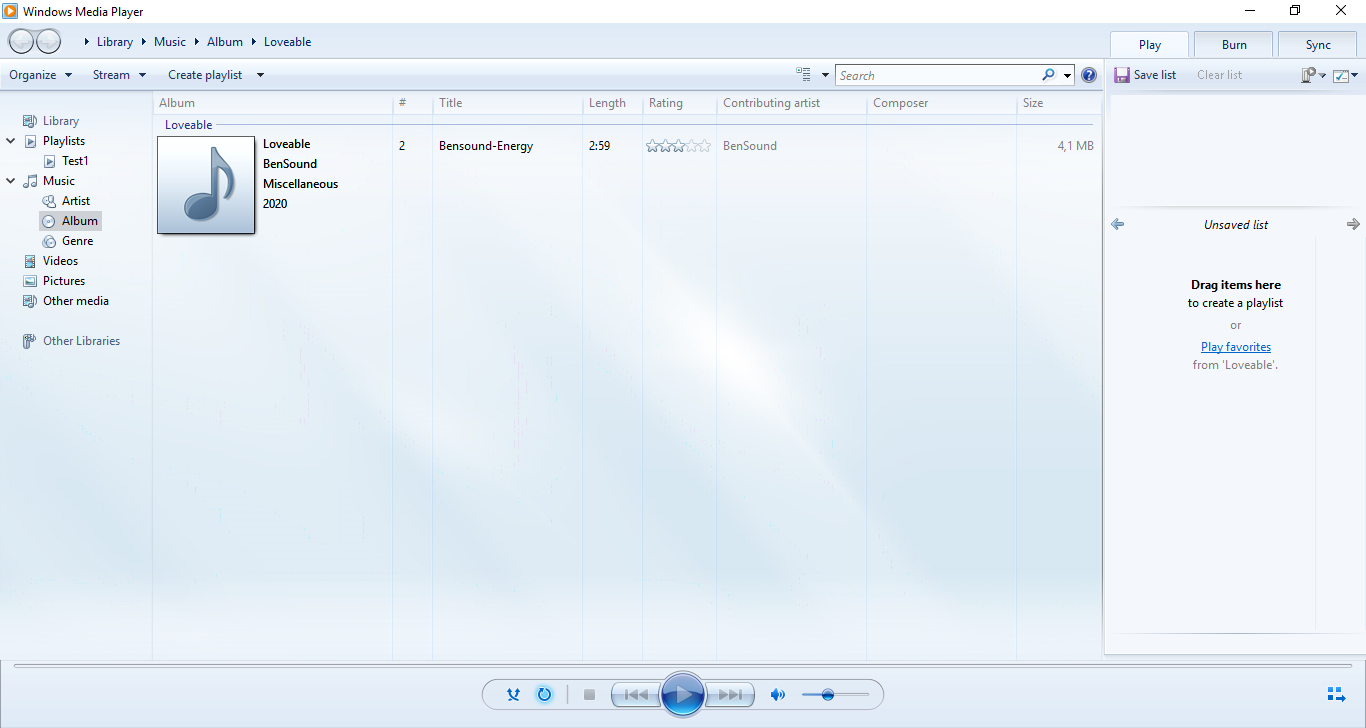 Windows Media Player
Library Music Album Loveable
Play Burn Sync
Organize Stream Create playlist
Search
Save list Clear list
Library
Playlists
Test1
Music
Artist
Album
Genre
Videos
Pictures
Other media
Other Libraries
Album # Title Length Rating Contributing artist Composer Size
Loveable
Loveable
BenSound
Miscellaneous
2020
2 Bensound-Energy 2:59 BenSound 4,1 MB
Unsaved list
Drag items here
to create a playlist
or
Play favorites
from 'Loveable'.